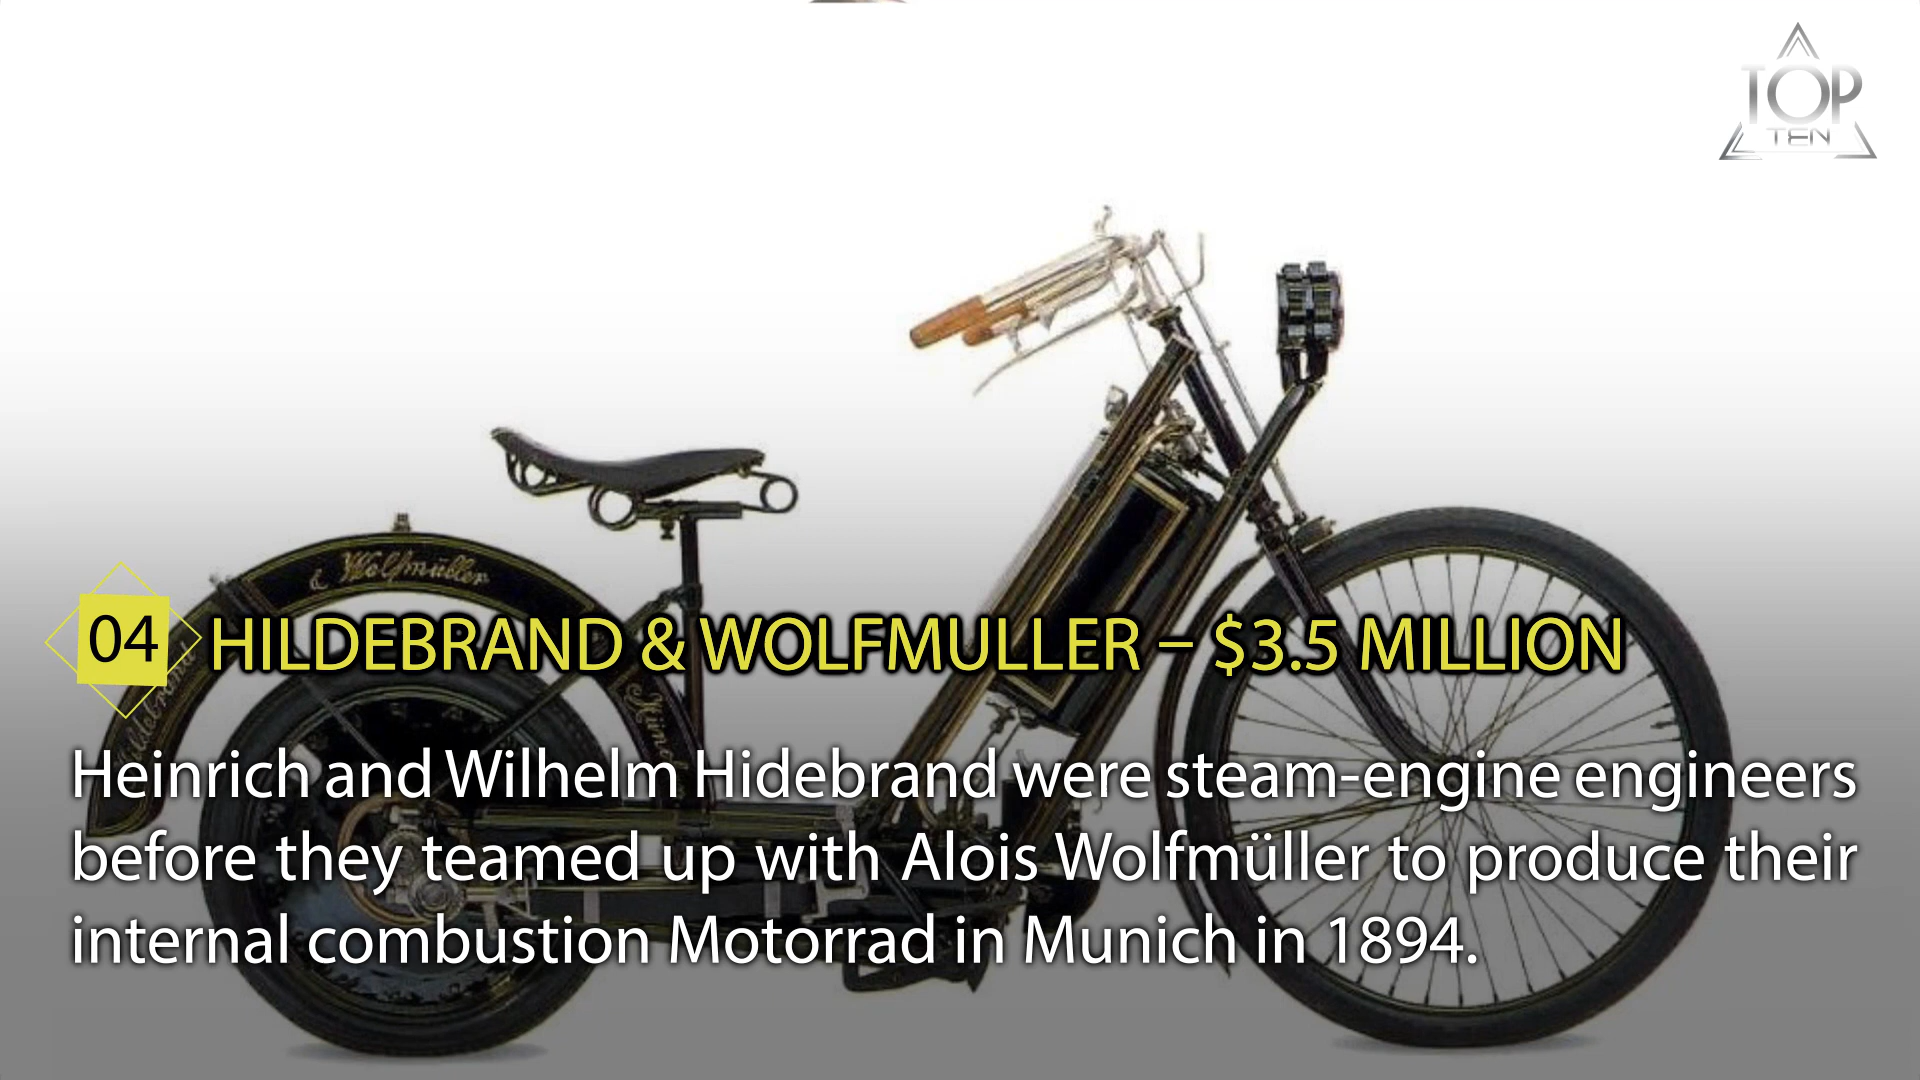 TOP
TEN
& Wolfmüller
04 HILDEBRAND & WOLFMULLER – $3.5 MILLION
Heinrich and Wilhelm Hidebrand were steam-engine engineers
before they teamed up with Alois Wolfmüller to produce their
internal combustion Motorrad in Munich in 1894.